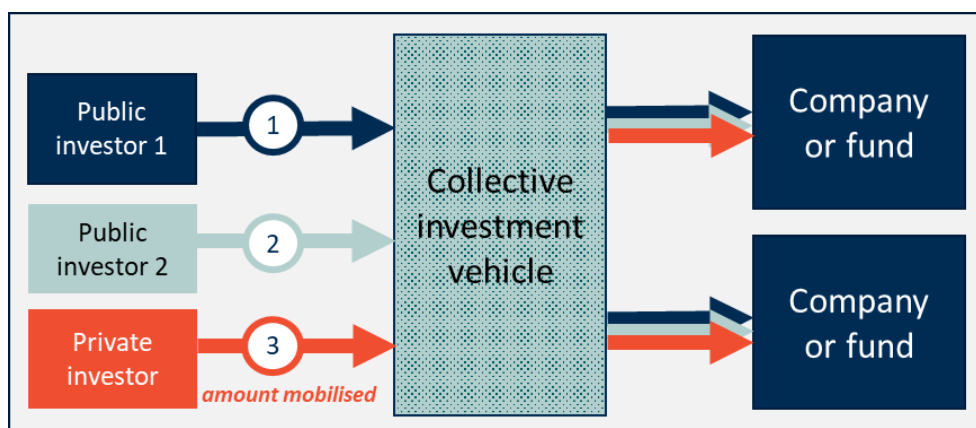 Public
investor 1
1
Public
investor 2
2
Private
investor
3
amount mobilised
Collective
investment
vehicle
Company
or fund
Company
or fund